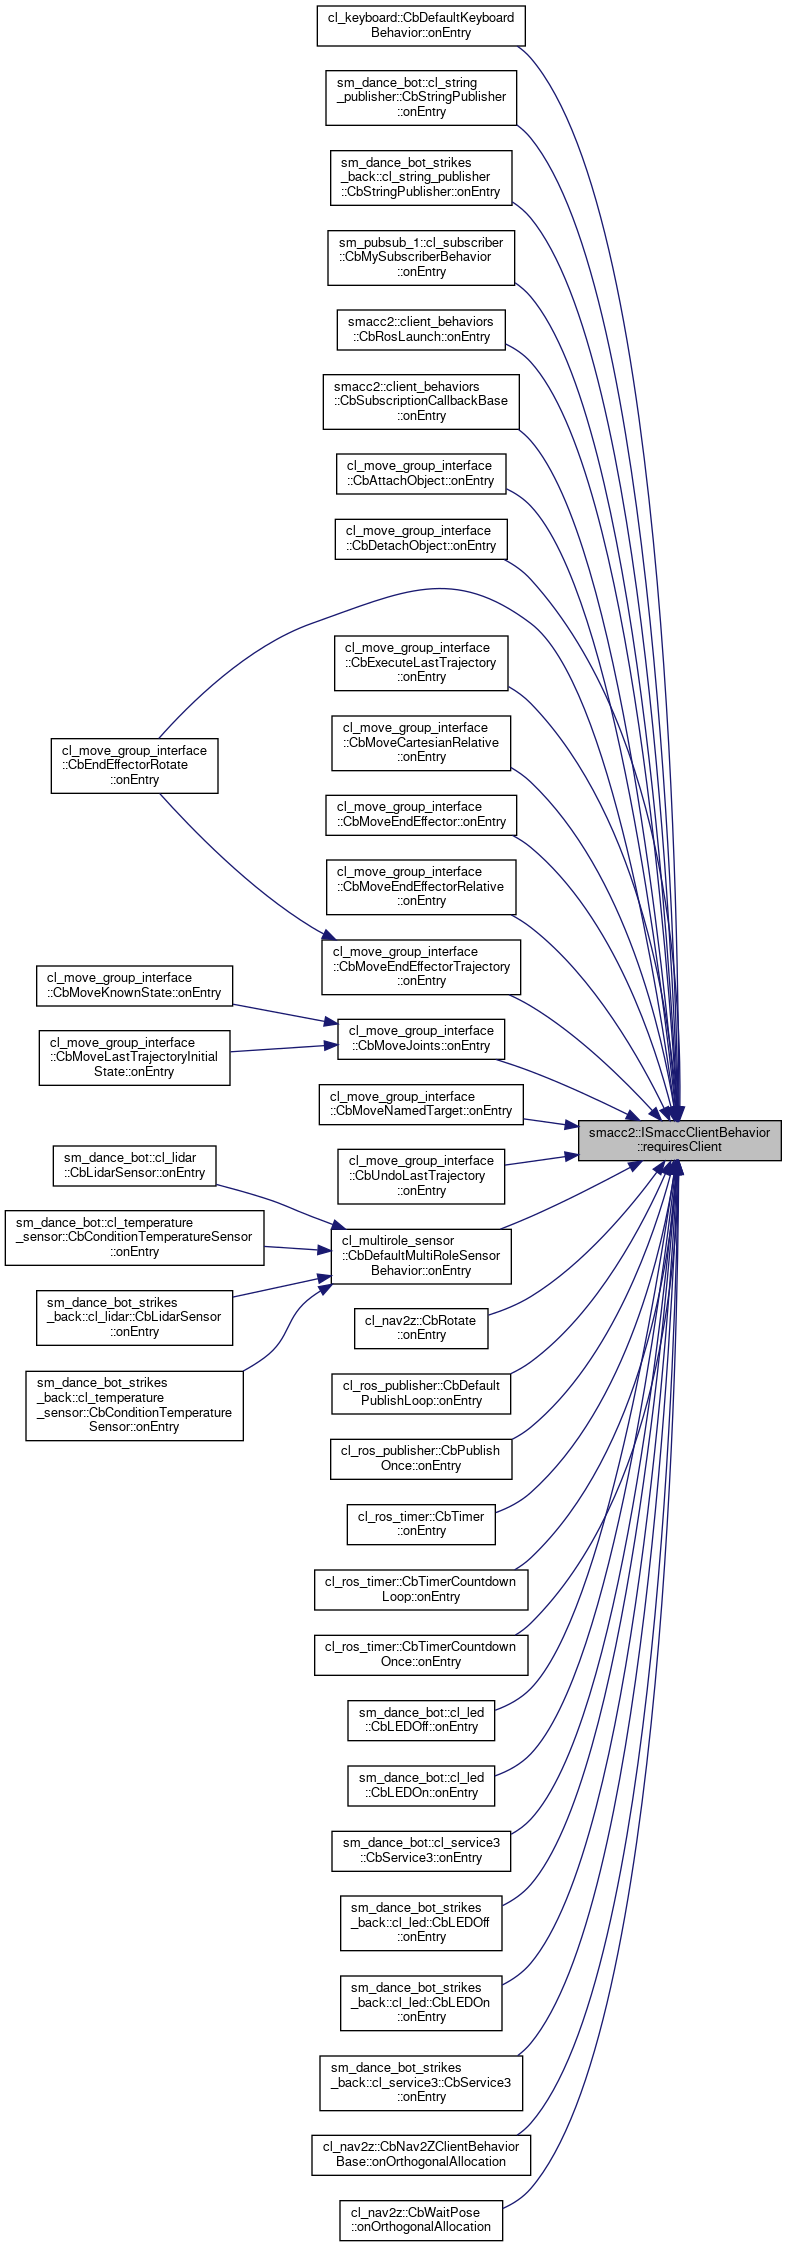 cl_keyboard::CbDefaultKeyboard
Behavior::onEntry
sm_dance_bot::cl_string
_publisher::CbStringPublisher
::onEntry
sm_dance_bot_strikes
_back::cl_string_publisher
::CbStringPublisher::onEntry
sm_pubsub_1::cl_subscriber
::CbMySubscriberBehavior
::onEntry
smacc2::client_behaviors
::CbRosLaunch::onEntry
smacc2::client_behaviors
::CbSubscriptionCallbackBase
::onEntry
cl_move_group_interface
::CbAttachObject::onEntry
cl_move_group_interface
::CbDetachObject::onEntry
cl_move_group_interface
::CbExecuteLastTrajectory
::onEntry
cl_move_group_interface
::CbMoveCartesianRelative
::onEntry
cl_move_group_interface
::CbEndEffectorRotate
::onEntry
cl_move_group_interface
::CbMoveEndEffector::onEntry
cl_move_group_interface
::CbMoveEndEffectorRelative
::onEntry
cl_move_group_interface
::CbMoveEndEffectorTrajectory
::onEntry
cl_move_group_interface
::CbMoveKnownState::onEntry
cl_move_group_interface
::CbMoveJoints::onEntry
cl_move_group_interface
::CbMoveLastTrajectoryInitial
State::onEntry
cl_move_group_interface
::CbMoveNamedTarget::onEntry
smacc2::ISmaccClientBehavior
::requiresClient
cl_move_group_interface
::CbUndoLastTrajectory
::onEntry
sm_dance_bot::cl_lidar
::CbLidarSensor::onEntry
sm_dance_bot::cl_temperature
_sensor::CbConditionTemperatureSensor
::onEntry
cl_multirole_sensor
::CbDefaultMultiRoleSensor
Behavior::onEntry
sm_dance_bot_strikes
_back::cl_lidar::CbLidarSensor
::onEntry
cl_nav2z::CbRotate
::onEntry
sm_dance_bot_strikes
_back::cl_temperature
_sensor::CbConditionTemperature
Sensor::onEntry
cl_ros_publisher::CbDefault
PublishLoop::onEntry
cl_ros_publisher::CbPublish
Once::onEntry
cl_ros_timer::CbTimer
::onEntry
cl_ros_timer::CbTimerCountdown
Loop::onEntry
cl_ros_timer::CbTimerCountdown
Once::onEntry
sm_dance_bot::cl_led
::CbLEDOff::onEntry
sm_dance_bot::cl_led
::CbLEDOn::onEntry
sm_dance_bot::cl_service3
::CbService3::onEntry
sm_dance_bot_strikes
_back::cl_led::CbLEDOff
::onEntry
sm_dance_bot_strikes
_back::cl_led::CbLEDOn
::onEntry
sm_dance_bot_strikes
_back::cl_service3::CbService3
::onEntry
cl_nav2z::CbNav2ZClientBehavior
Base::onOrthogonalAllocation
cl_nav2z::CbWaitPose
::onOrthogonalAllocation